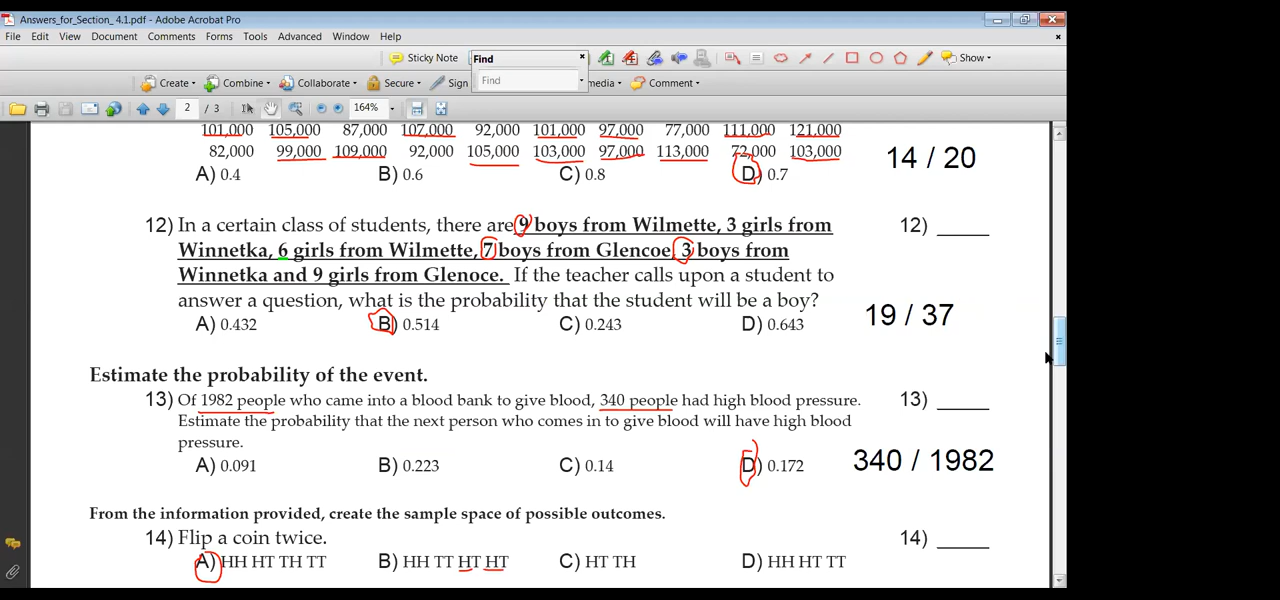 Answers_for_Section_ 4.1.pdf - Adobe Acrobat Pro
File Edit View Document Comments Forms Tools Advanced Window Help
Sticky Note Find Show
Find
Create Combine Collaborate Secure Sign media Comment
2 / 3 164%
101,000 105,000 87,000 107,000 92,000 101,000 97,000 77,000 111,000 121,000
82,000 99,000 109,000 92,000 105,000 103,000 97,000 113,000 72,000 103,000
14 / 20
A) 0.4 B) 0.6 C) 0.8 D) 0.7
12) In a certain class of students, there are 9 boys from Wilmette, 3 girls from 12) _____
Winnetka, 6 girls from Wilmette, 7 boys from Glencoe, 3 boys from
Winnetka and 9 girls from Glenoce. If the teacher calls upon a student to
answer a question, what is the probability that the student will be a boy?
A) 0.432 B) 0.514 C) 0.243 D) 0.643 19 / 37
Estimate the probability of the event.
13) Of 1982 people who came into a blood bank to give blood, 340 people had high blood pressure. 13) _____
Estimate the probability that the next person who comes in to give blood will have high blood
pressure.
A) 0.091 B) 0.223 C) 0.14 D) 0.172 340 / 1982
From the information provided, create the sample space of possible outcomes.
14) Flip a coin twice. 14) _____
A) HH HT TH TT B) HH TT HT HT C) HT TH D) HH HT TT